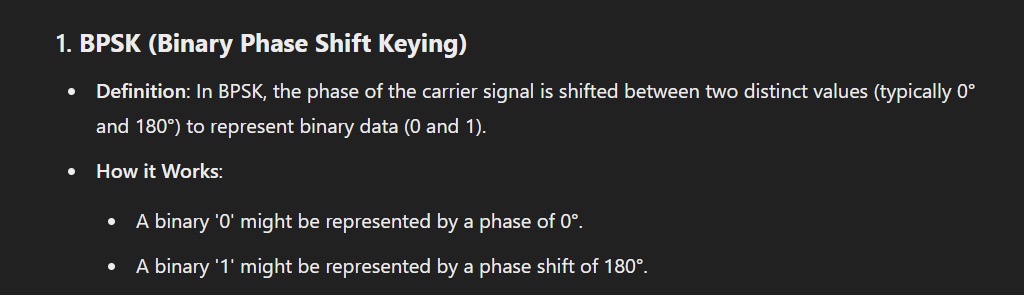 1. BPSK (Binary Phase Shift Keying)
• Definition: In BPSK, the phase of the carrier signal is shifted between two distinct values (typically 0°
and 180°) to represent binary data (0 and 1).
• How it Works:
• A binary '0' might be represented by a phase of 0°.
• A binary '1' might be represented by a phase shift of 180°.